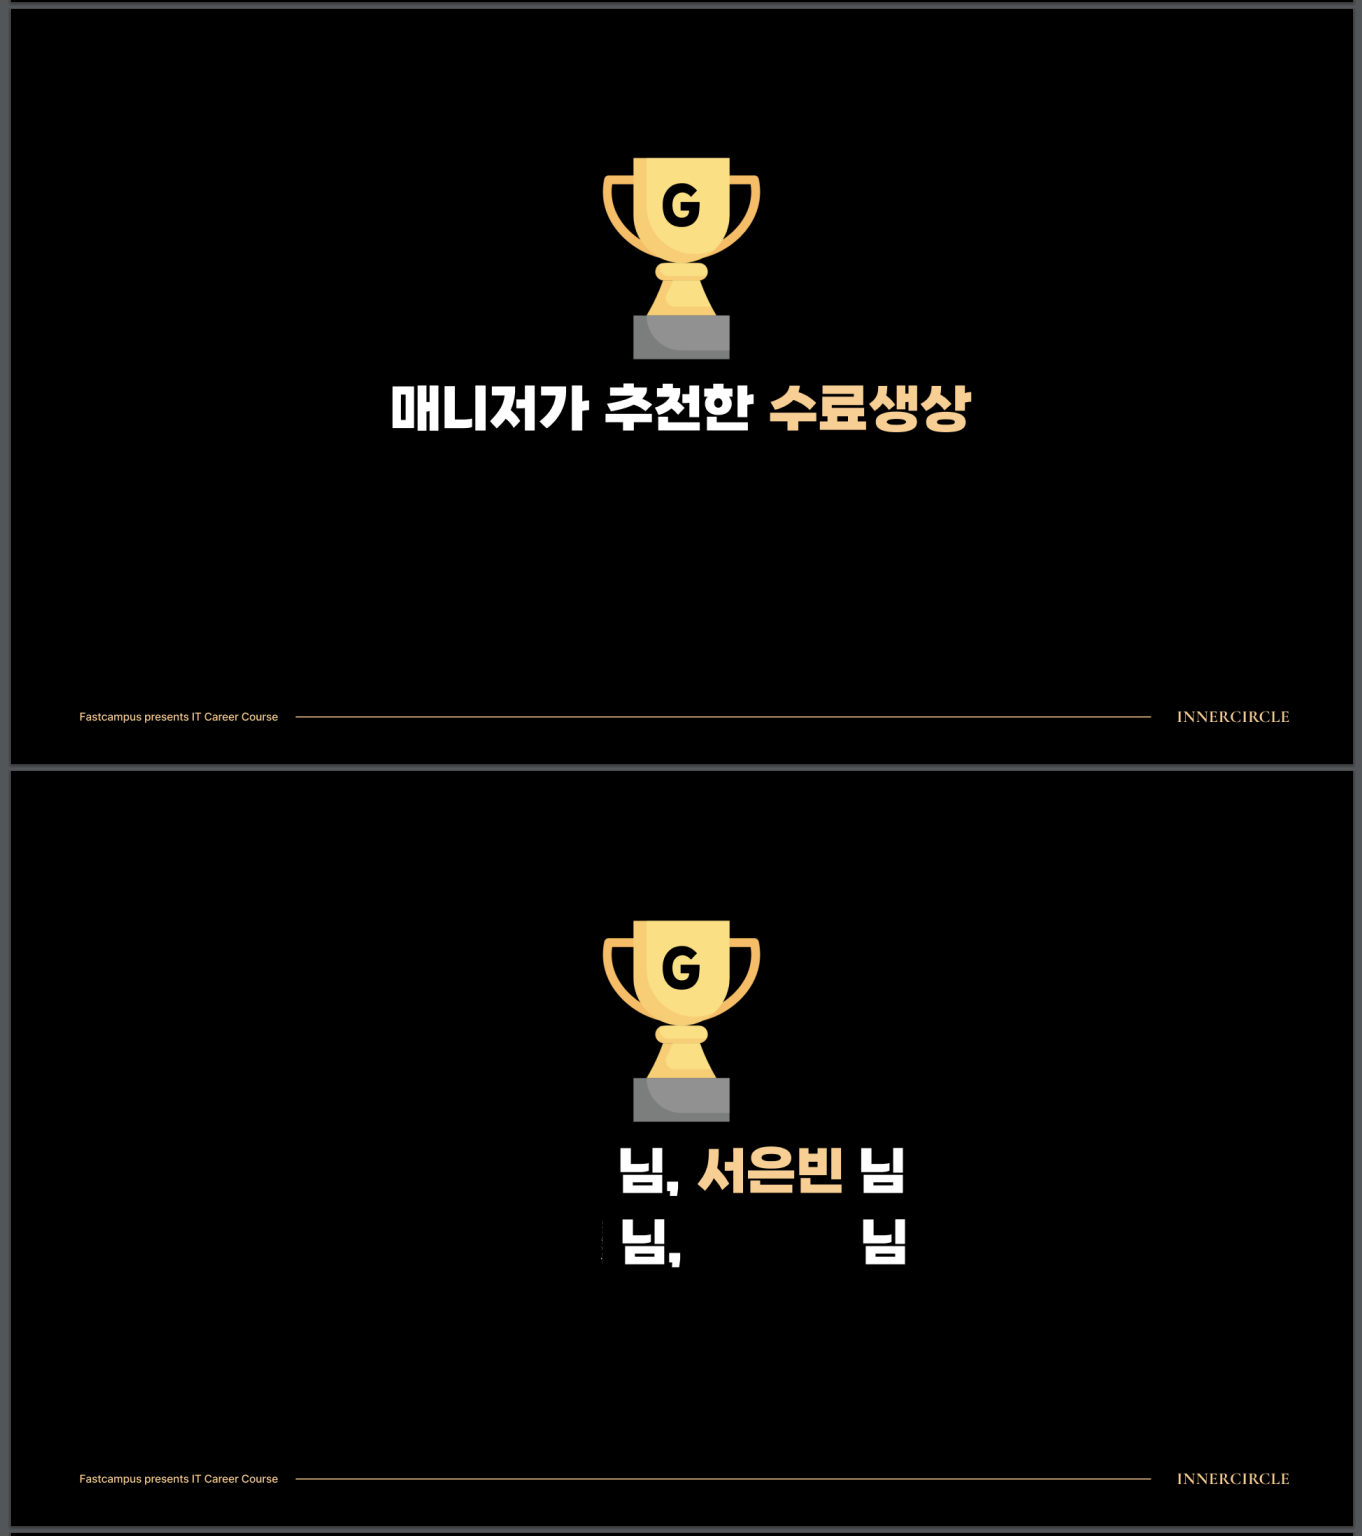 G
매니저가 추천한 수료생상
Fastcampus presents IT Career Course INNERCIRCLE
G
님, 서은빈 님
님, 님
Fastcampus presents IT Career Course INNERCIRCLE